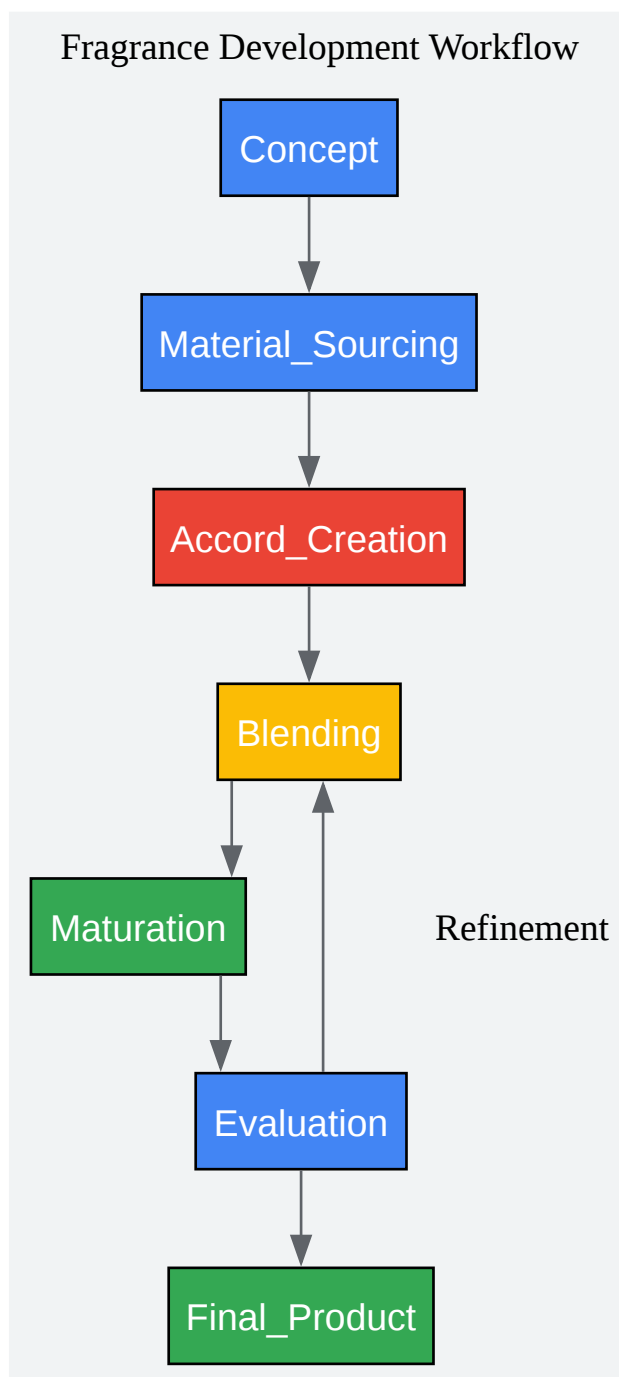 Fragrance Development Workflow
Concept
Material_Sourcing
Accord_Creation
Blending
Maturation
Refinement
Evaluation
Final_Product